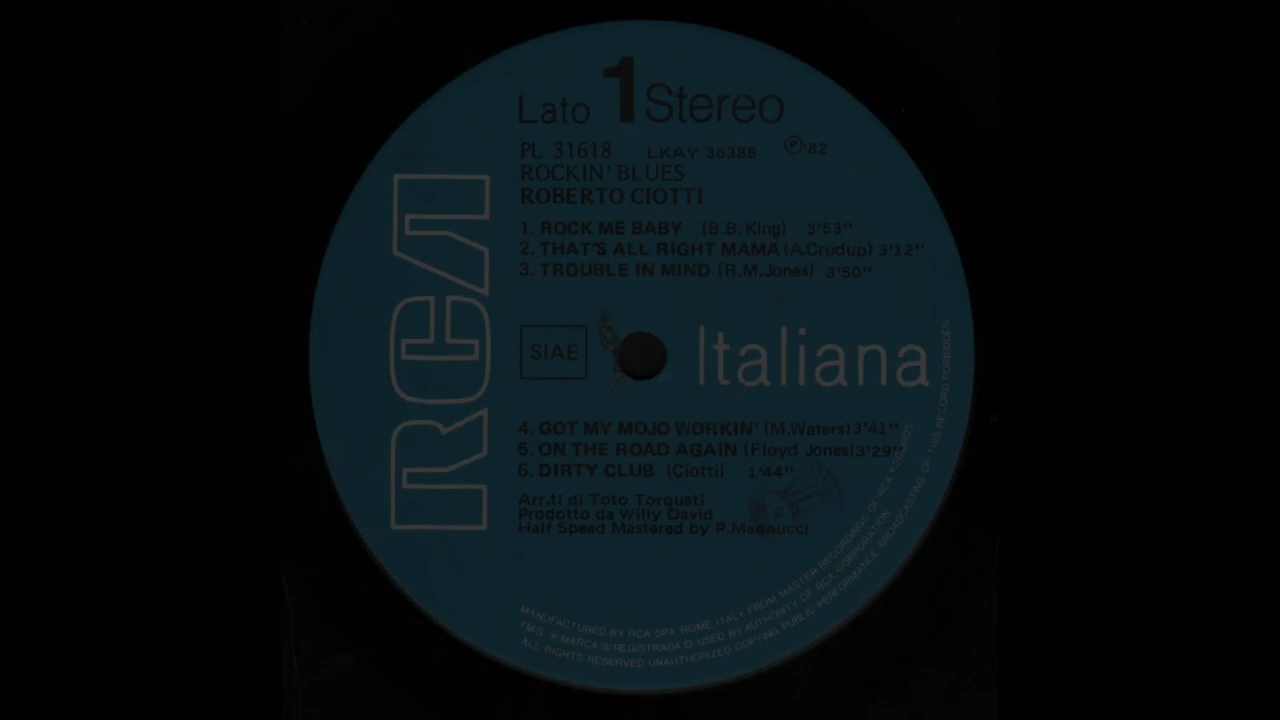 Lato 1 Stereo
PL 31618 LKAY 36388 Ⓟ'82
ROCKIN' BLUES
ROBERTO CIOTTI
1. ROCK ME BABY (B.B.King) 3'53"
2. THAT'S ALL RIGHT MAMA (A.Crudup) 3'12"
3. TROUBLE IN MIND (R.M.Jones) 3'50"
RCA
SIAE
Italiana
4. GOT MY MOJO WORKIN' (M.Waters) 3'41"
5. ON THE ROAD AGAIN (Floyd Jones) 3'29"
6. DIRTY CLUB (Ciotti) 1'44"
Arr.ti di Toto Torquati
Prodotto da Willy David
Half Speed Mastered by P.Mannucci
MANUFACTURED BY RCA SPA. ROME. ITALY FROM MASTER RECORDINGS OF RCA RECORDS
TM(S) ® MARCA(S) REGISTRADA(S) USED BY AUTHORITY OF RCA CORPORATION
ALL RIGHTS RESERVED UNAUTHORIZED COPYING PUBLIC PERFORMANCE BROADCASTING OF THIS RECORD FORBIDDEN